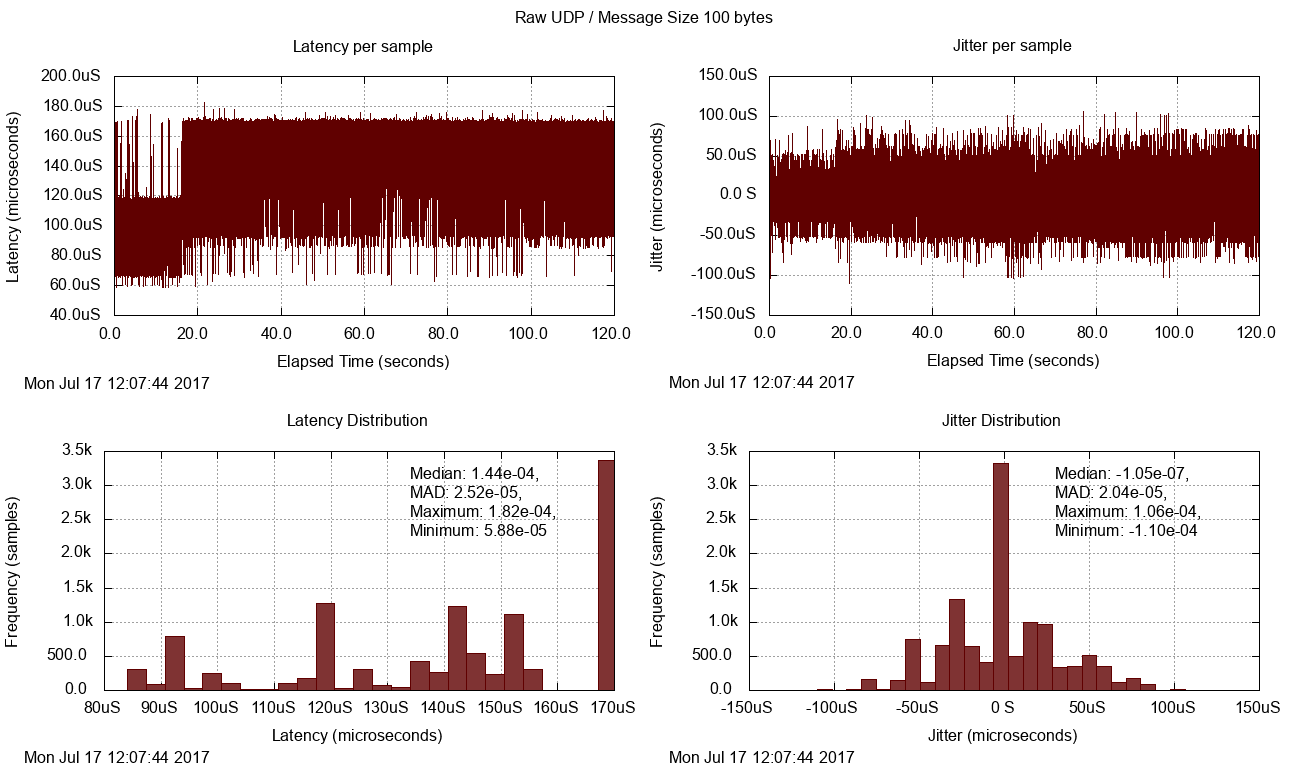 Raw UDP / Message Size 100 bytes
Latency per sample
200.0uS
180.0uS
160.0uS
140.0uS
120.0uS
100.0uS
80.0uS
60.0uS
40.0uS
Latency (microseconds)
0.0 20.0 40.0 60.0 80.0 100.0 120.0
Elapsed Time (seconds)
Mon Jul 17 12:07:44 2017
Jitter per sample
150.0uS
100.0uS
50.0uS
0.0 S
-50.0uS
-100.0uS
-150.0uS
Jitter (microseconds)
0.0 20.0 40.0 60.0 80.0 100.0 120.0
Elapsed Time (seconds)
Mon Jul 17 12:07:44 2017
Latency Distribution
3.5k
3.0k
2.5k
2.0k
1.5k
1.0k
500.0
0.0
Frequency (samples)
Median: 1.44e-04,
MAD: 2.52e-05,
Maximum: 1.82e-04,
Minimum: 5.88e-05
80uS 90uS 100uS 110uS 120uS 130uS 140uS 150uS 160uS 170uS
Latency (microseconds)
Mon Jul 17 12:07:44 2017
Jitter Distribution
3.5k
3.0k
2.5k
2.0k
1.5k
1.0k
500.0
0.0
Frequency (samples)
Median: -1.05e-07,
MAD: 2.04e-05,
Maximum: 1.06e-04,
Minimum: -1.10e-04
-150uS -100uS -50uS 0 S 50uS 100uS 150uS
Jitter (microseconds)
Mon Jul 17 12:07:44 2017